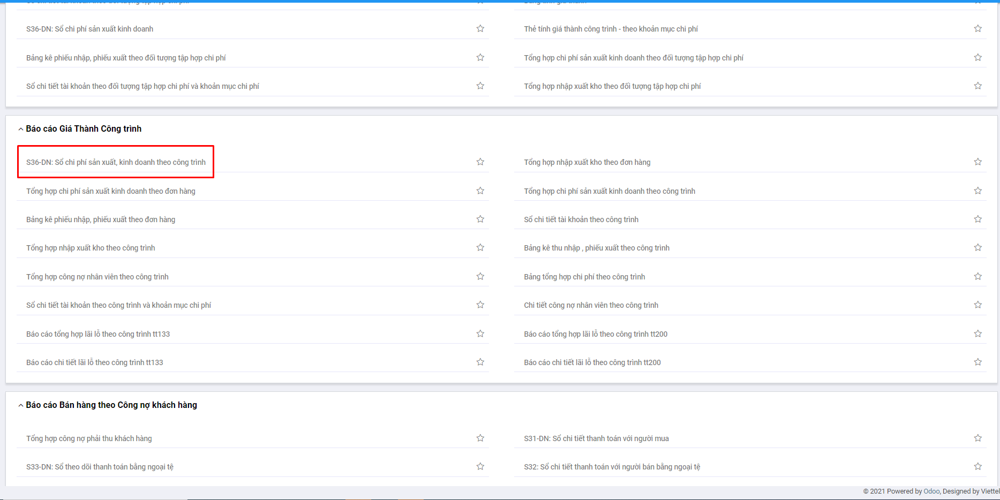 S36-DN: Sổ chi phí sản xuất kinh doanh
Thẻ tính giá thành công trình - theo khoản mục chi phí
Bảng kê phiếu nhập, phiếu xuất theo đối tượng tập hợp chi phí
Tổng hợp chi phí sản xuất kinh doanh theo đối tượng tập hợp chi phí
Sổ chi tiết tài khoản theo đối tượng tập hợp chi phí và khoản mục chi phí
Tổng hợp nhập xuất kho theo đối tượng tập hợp chi phí
Báo cáo Giá Thành Công trình
S36-DN: Sổ chi phí sản xuất, kinh doanh theo công trình
Tổng hợp nhập xuất kho theo đơn hàng
Tổng hợp chi phí sản xuất kinh doanh theo đơn hàng
Tổng hợp chi phí sản xuất kinh doanh theo công trình
Bảng kê phiếu nhập, phiếu xuất theo đơn hàng
Sổ chi tiết tài khoản theo công trình
Tổng hợp nhập xuất kho theo công trình
Bảng kê thu nhập , phiếu xuất theo công trình
Tổng hợp công nợ nhân viên theo công trình
Bảng tổng hợp chi phí theo công trình
Sổ chi tiết tài khoản theo công trình và khoản mục chi phí
Chi tiết công nợ nhân viên theo công trình
Báo cáo tổng hợp lãi lỗ theo công trình tt133
Báo cáo tổng hợp lãi lỗ theo công trình tt200
Báo cáo chi tiết lãi lỗ theo công trình tt133
Báo cáo chi tiết lãi lỗ theo công trình tt200
Báo cáo Bán hàng theo Công nợ khách hàng
Tổng hợp công nợ phải thu khách hàng
S31-DN: Sổ chi tiết thanh toán với người mua
S33-DN: Sổ theo dõi thanh toán bằng ngoại tệ
S32: Sổ chi tiết thanh toán với người bán bằng ngoại tệ
© 2021 Powered by Odoo, Designed by Viettel